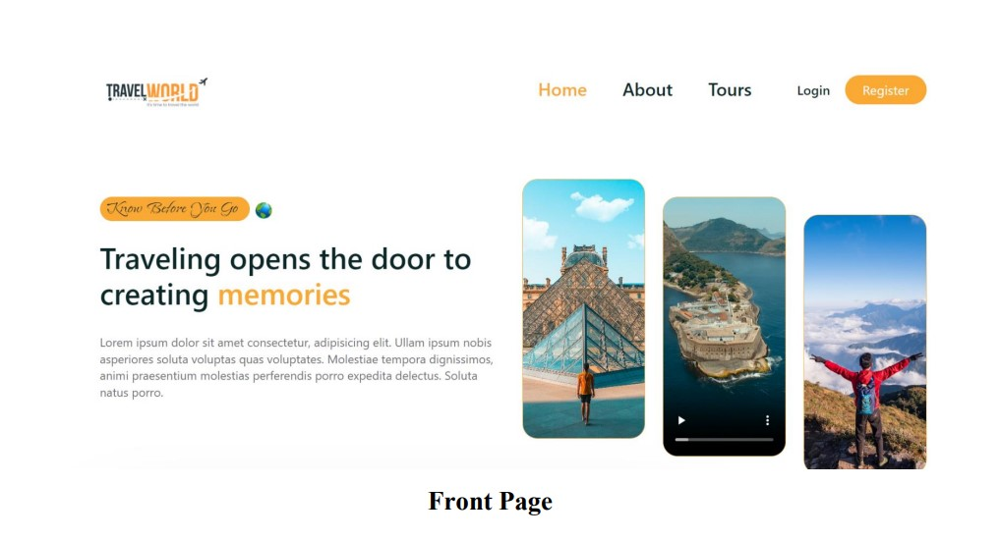 TRAVELWORLD
It's time to travel the world
Home About Tours Login Register
Know Before You Go
Traveling opens the door to
creating memories
Lorem ipsum dolor sit amet consectetur, adipisicing elit. Ullam ipsum nobis
asperiores soluta voluptas quas voluptates. Molestiae tempora dignissimos,
animi praesentium molestias perferendis porro expedita delectus. Soluta
natus porro.
Front Page